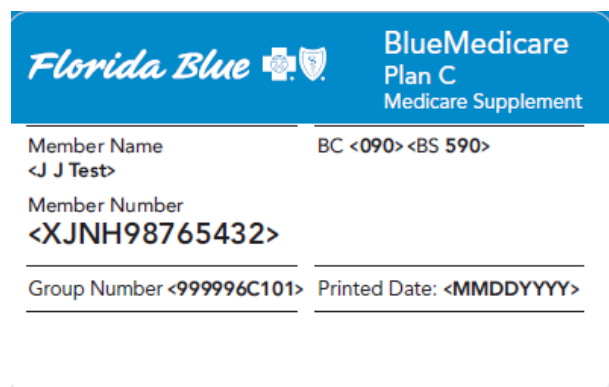 Florida Blue
BlueMedicare
Plan C
Medicare Supplement
Member Name
<J J Test>
BC <090> <BS 590>
Member Number
<XJNH98765432>
Group Number <999996C101>
Printed Date: <MMDDYYYY>